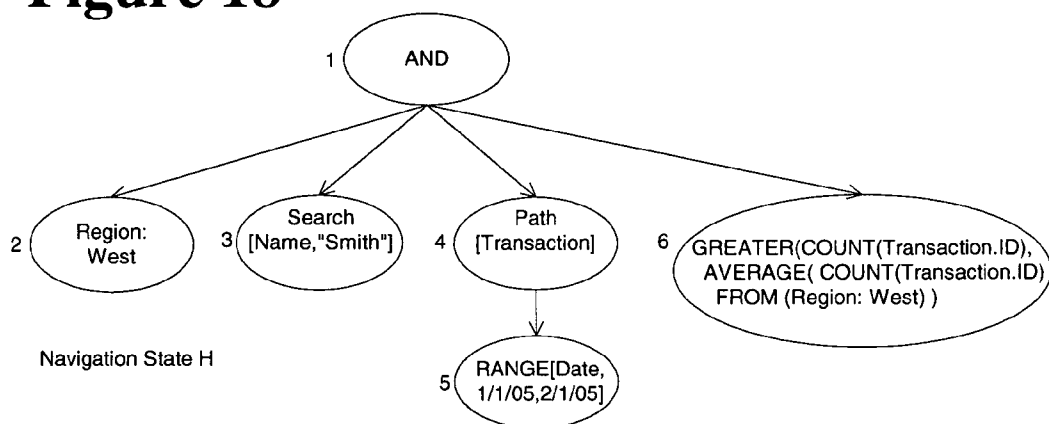 Figure 18
1 AND
2 Region:
West
3 Search
[Name,"Smith"]
4 Path
[Transaction]
6 GREATER(COUNT(Transaction.ID),
AVERAGE( COUNT(Transaction.ID)
FROM (Region: West) )
Navigation State H
5 RANGE[Date,
1/1/05,2/1/05]